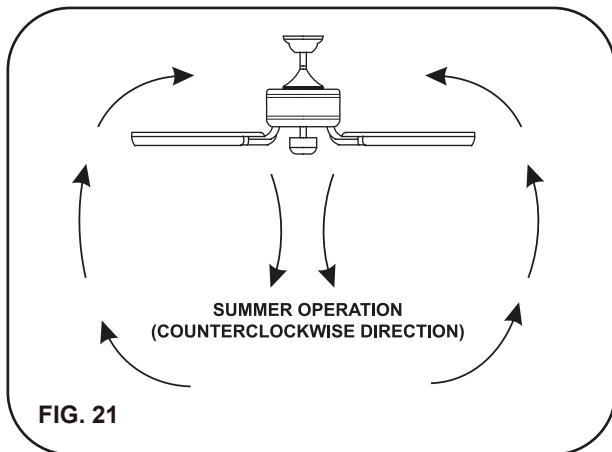 SUMMER OPERATION
(COUNTERCLOCKWISE DIRECTION)
FIG. 21